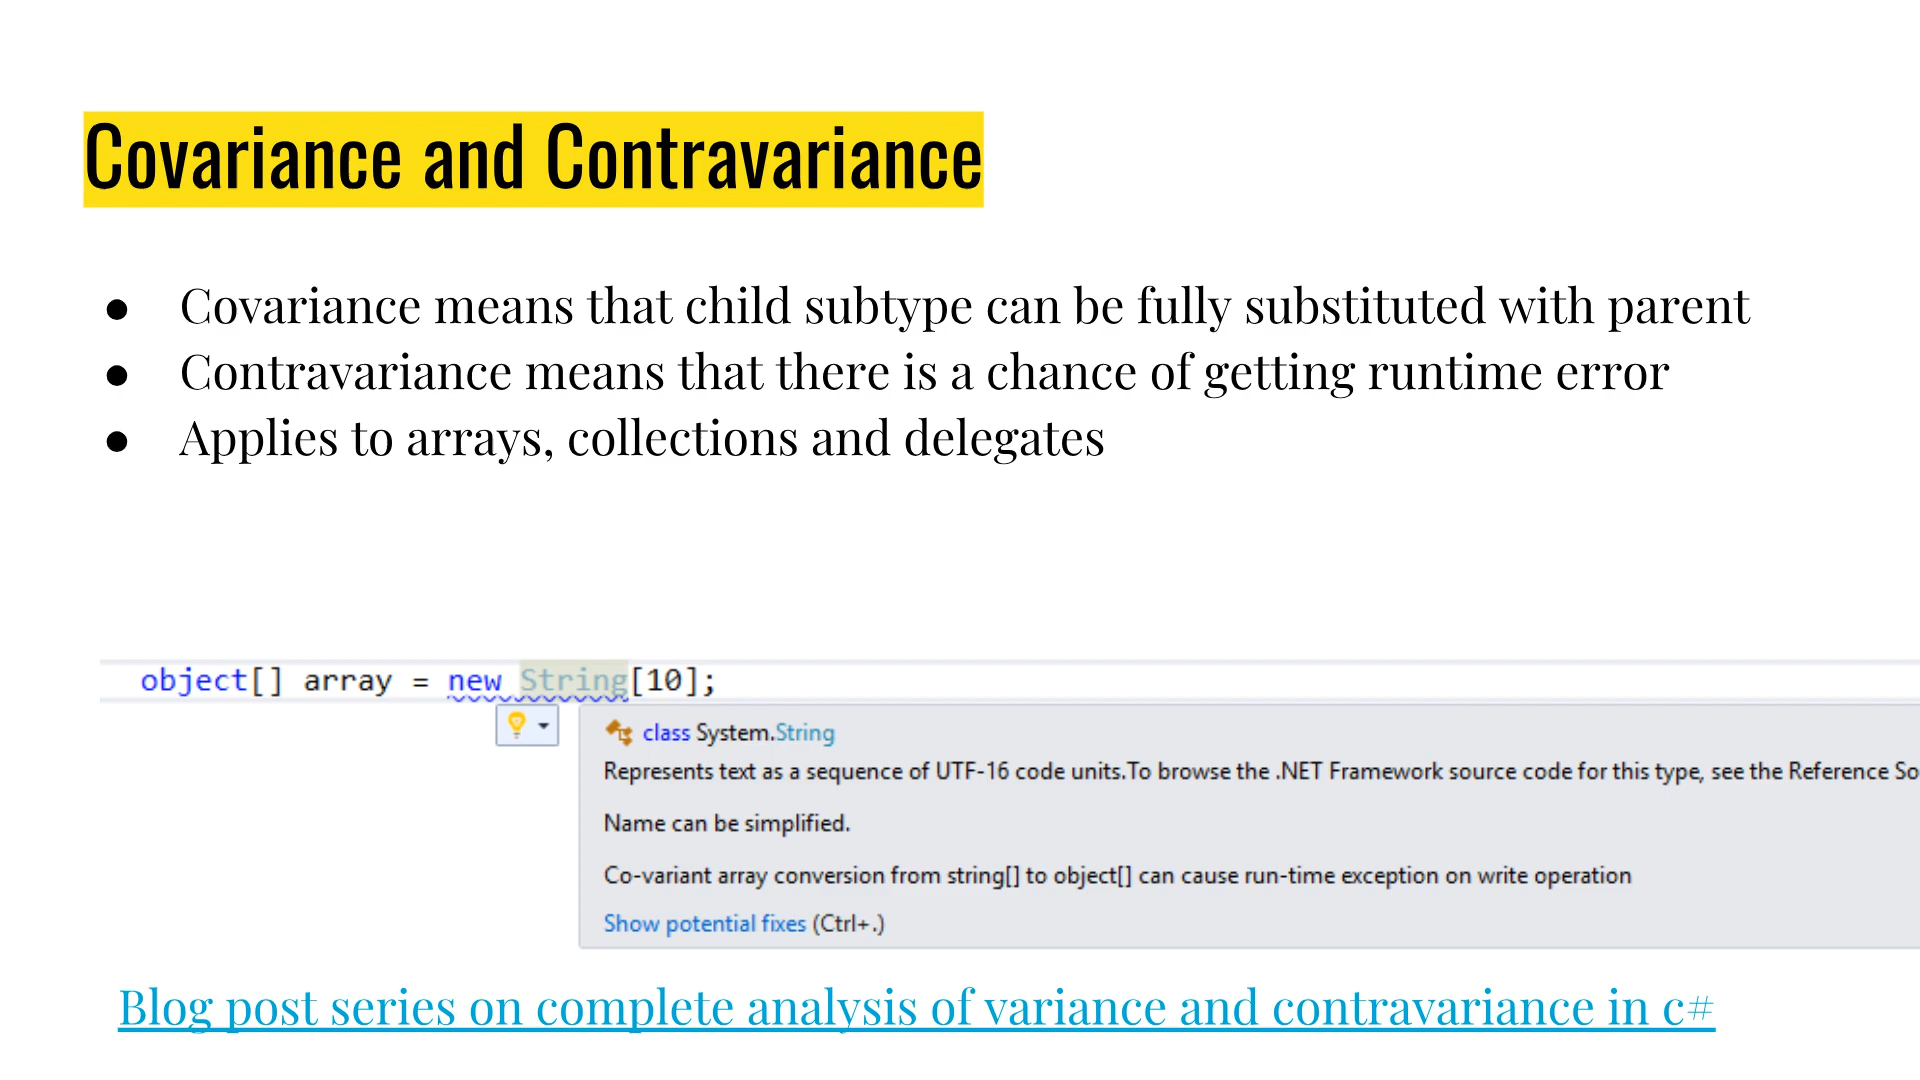 Covariance and Contravariance
● Covariance means that child subtype can be fully substituted with parent
● Contravariance means that there is a chance of getting runtime error
● Applies to arrays, collections and delegates
object[] array = new String[10];
class System.String
Represents text as a sequence of UTF-16 code units.To browse the .NET Framework source code for this type, see the Reference So
Name can be simplified.
Co-variant array conversion from string[] to object[] can cause run-time exception on write operation
Show potential fixes (Ctrl+.)
Blog post series on complete analysis of variance and contravariance in c#